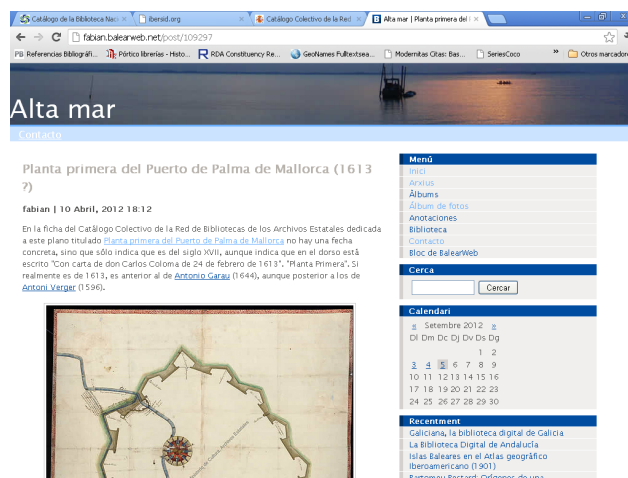 Catálogo de la Biblioteca Naci
ibersid.org
Catálogo Colectivo de la Red
Alta mar | Planta primera del
fabian.balearweb.net/post/109297
Referencias Bibliográfi...
Pórtico librerías - Histo...
RDA Constituency Re...
GeoNames Fulltextsea...
Modernitas Citas: Bas...
SeriesCoco
»
Otros marcadores
Alta mar
Contacto
Planta primera del Puerto de Palma de Mallorca (1613
?)
fabian | 10 Abril, 2012 18:12
En la ficha del Catálogo Colectivo de la Red de Bibliotecas de los Archivos Estatales dedicada
a este plano titulado Planta primera del Puerto de Palma de Mallorca no hay una fecha
concreta, sino que sólo indica que es del siglo XVII, aunque indica que en el dorso está
escrito "Con carta de don Carlos Coloma de 24 de febrero de 1613". "Planta Primera". Si
realmente es de 1613, es anterior al de Antonio Garau (1644), aunque posterior a los de
Antoni Verger (1596).
Menú
Inici
Arxius
Àlbums
Álbum de fotos
Anotaciones
Biblioteca
Contacto
Bloc de BalearWeb
Cerca
Cercar
Calendari
« Setembre 2012 »
Dl Dm Dc Dj Dv Ds Dg
1 2
3 4 5 6 7 8 9
10 11 12 13 14 15 16
17 18 19 20 21 22 23
24 25 26 27 28 29 30
Recentment
Galiciana, la biblioteca digital de Galicia
La Biblioteca Digital de Andalucía
Islas Baleares en el Atlas geográfico
Iberoamericano (1901)
Bartomeu Bestard: Orígenes de una